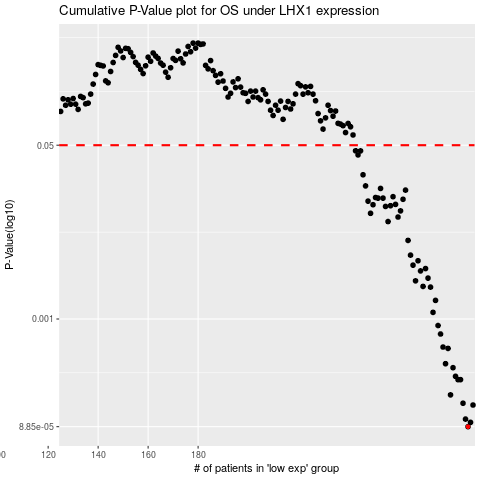 Cumulative P-Value plot for OS under LHX1 expression
0.05
P-Value(log10)
0.001
8.85e-05
00 120 140 160 180
# of patients in 'low exp' group